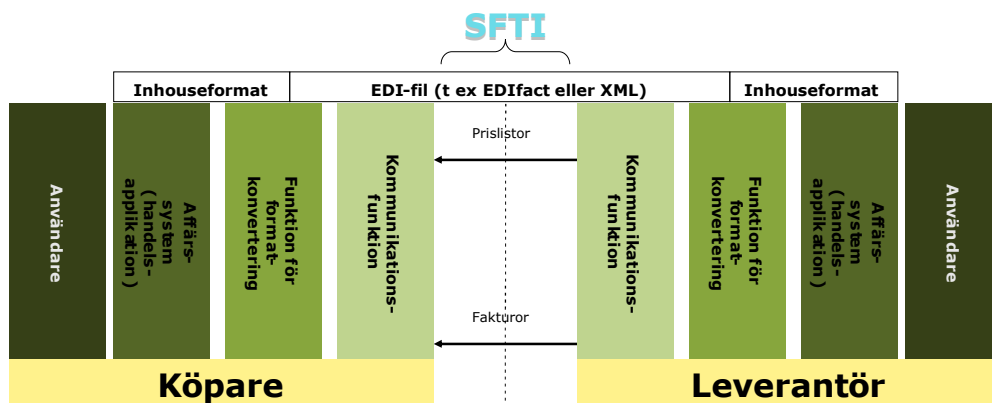 SFTI
Inhouseformat
EDI-fil (t ex EDIfact eller XML)
Inhouseformat
Användare
Affärs-
system
(handels-
applikation)
Funktion för
format-
konvertering
Kommunikations-
funktion
Prislistor
Fakturor
Kommunikations-
funktion
Funktion för
format-
konvertering
Affärs-
system
(handels-
applikation)
Användare
Köpare
Leverantör